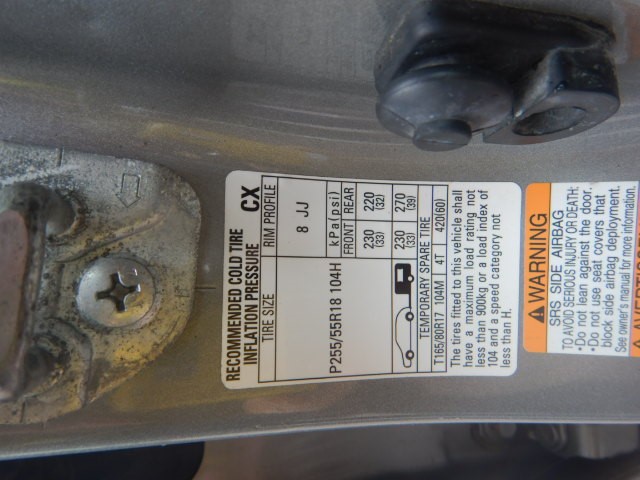 RECOMMENDED COLD TIRE
INFLATION PRESSURE CX
TIRE SIZE RIM PROFILE
P255/55R18 104H 8 JJ
kPa(psi)
FRONT REAR
230 (33) 220 (32)
230 (33) 270 (39)
TEMPORARY SPARE TIRE
T165/80R17 104M 4T 420(60)
The tires fitted to this vehicle shall
have a maximum load rating not
less than 900kg or a load index of
104 and a speed category not
less than H.
WARNING
SRS SIDE AIRBAG
TO AVOID SERIOUS INJURY OR DEATH:
•Do not lean against the door.
•Do not use seat covers that
block side airbag deployment.
See owner's manual for more information.